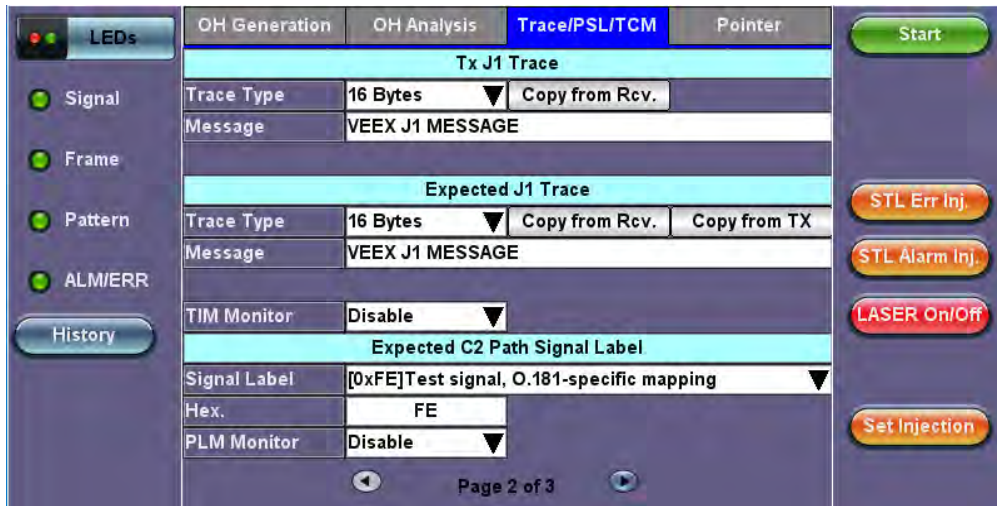 LEDs
OH Generation
OH Analysis
Trace/PSL/TCM
Pointer
Start
Tx J1 Trace
Signal
Trace Type
16 Bytes
Copy from Rcv.
Message
VEEX J1 MESSAGE
Frame
Expected J1 Trace
STL Err Inj.
Pattern
Trace Type
16 Bytes
Copy from Rcv.
Copy from TX
Message
VEEX J1 MESSAGE
STL Alarm Inj.
ALM/ERR
TIM Monitor
Disable
LASER On/Off
History
Expected C2 Path Signal Label
Signal Label
[0xFE]Test signal, O.181-specific mapping
Hex.
FE
Set Injection
PLM Monitor
Disable
Page 2 of 3